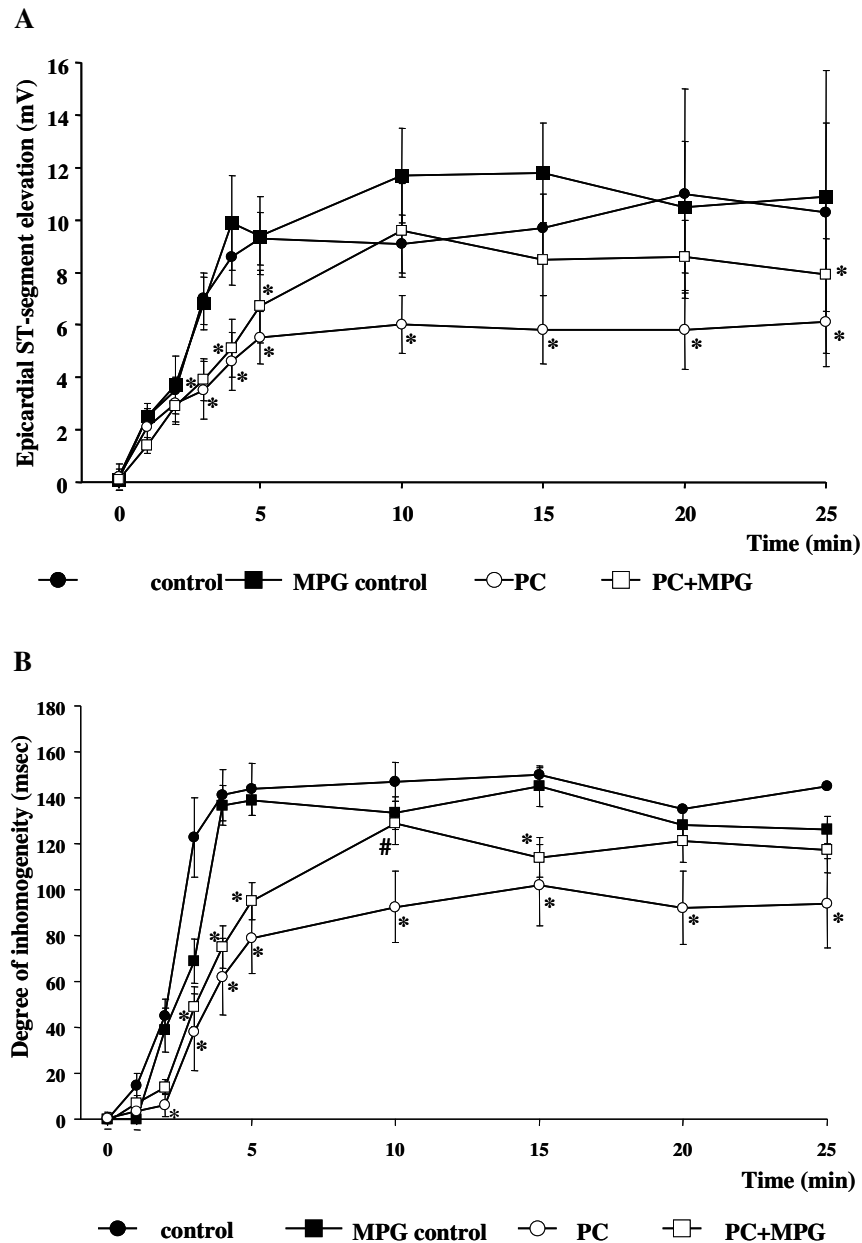 A
Epicardial ST-segment elevation (mV)
16
14
12
10
8
6
4
2
0
* * * * * * * * * * * *
0 5 10 15 20 25
Time (min)
control MPG control PC PC+MPG
B
Degree of inhomogeneity (msec)
180
160
140
120
100
80
60
40
20
0
* * * * * * * * * * * * *
#
0 5 10 15 20 25
Time (min)
control MPG control PC PC+MPG